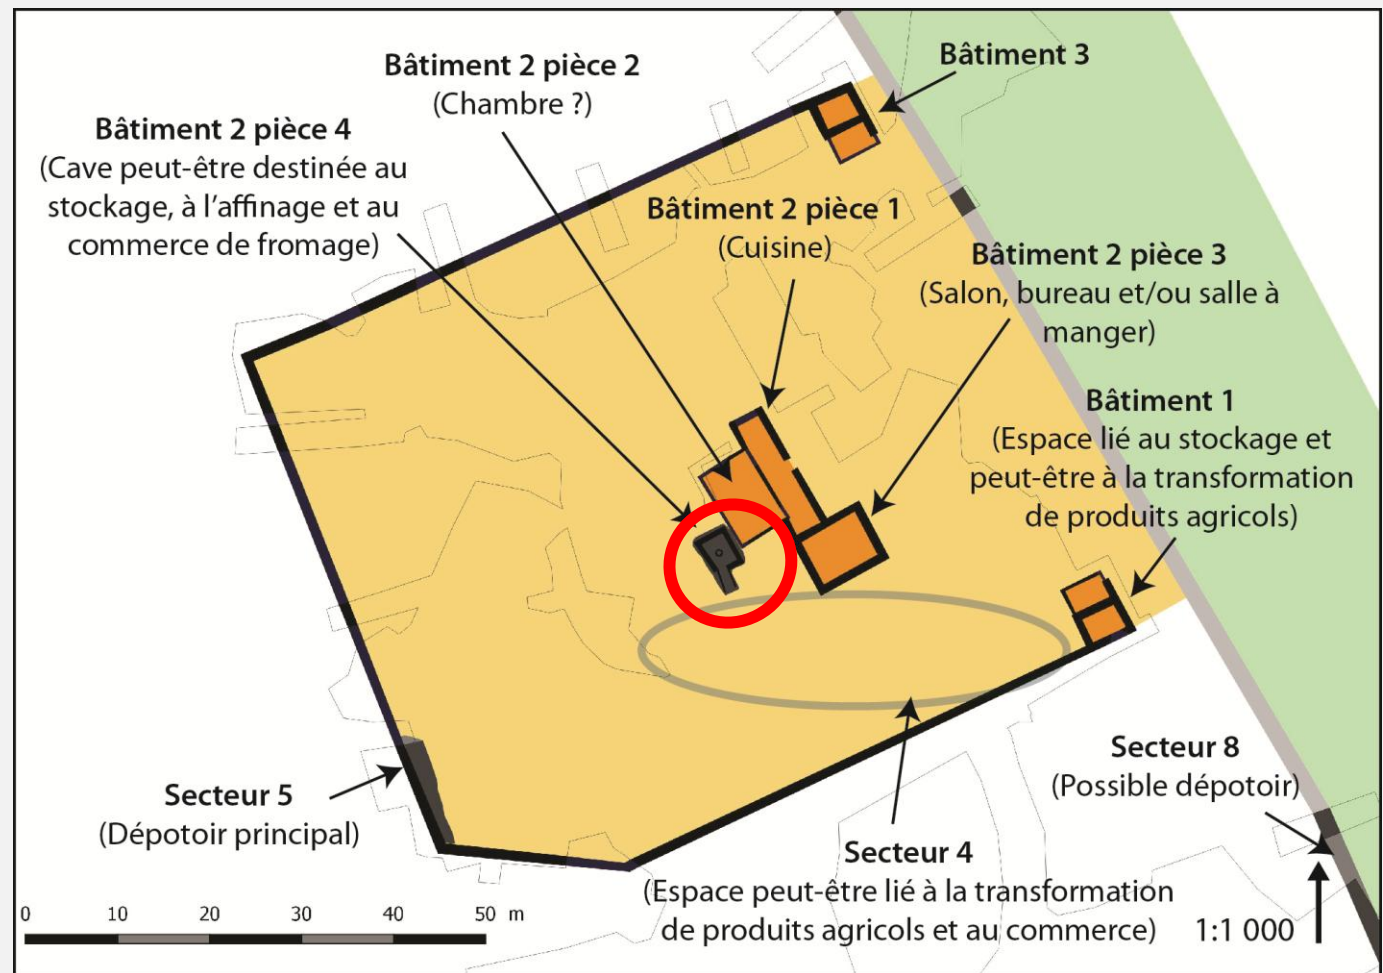 Bâtiment 3
Bâtiment 2 pièce 2
(Chambre ?)
Bâtiment 2 pièce 4
(Cave peut-être destinée au
stockage, à l’affinage et au
commerce de fromage)
Bâtiment 2 pièce 1
(Cuisine)
Bâtiment 2 pièce 3
(Salon, bureau et/ou salle à
manger)
Bâtiment 1
(Espace lié au stockage et
peut-être à la transformation
de produits agricols)
Secteur 5
(Dépotoir principal)
Secteur 8
(Possible dépotoir)
Secteur 4
(Espace peut-être lié à la transformation
de produits agricols et au commerce)
0 10 20 30 40 50 m
1:1 000